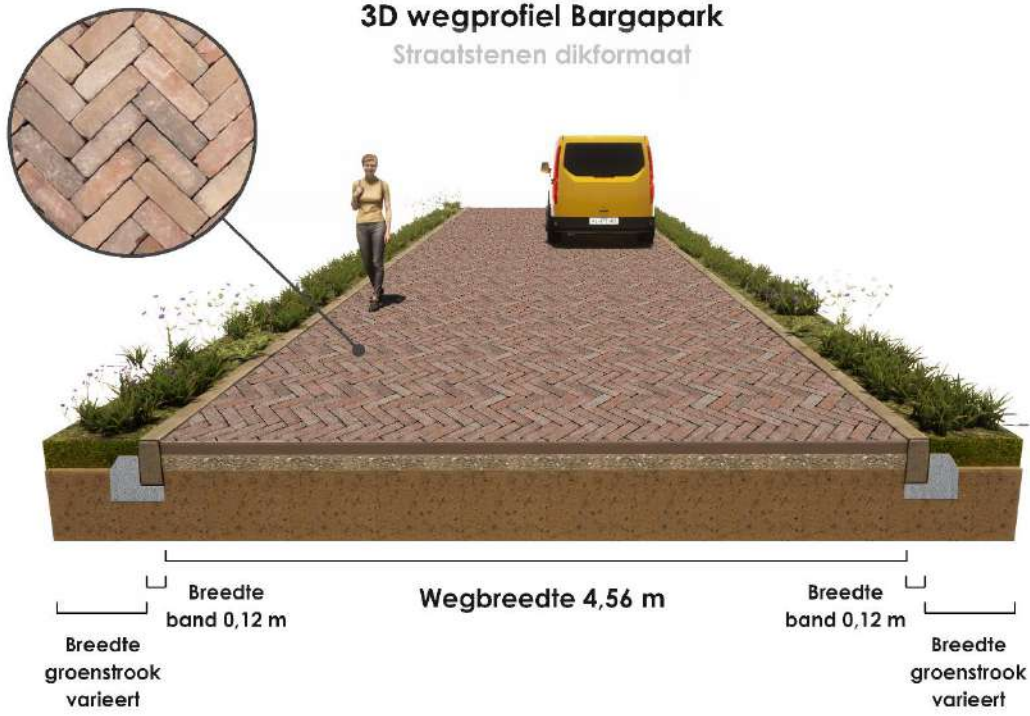 3D wegprofiel Bargapark
Straatstenen dikformaat
Breedte
band 0,12 m
Wegbreedte 4,56 m
Breedte
band 0,12 m
Breedte
groenstrook
varieert
Breedte
groenstrook
varieert